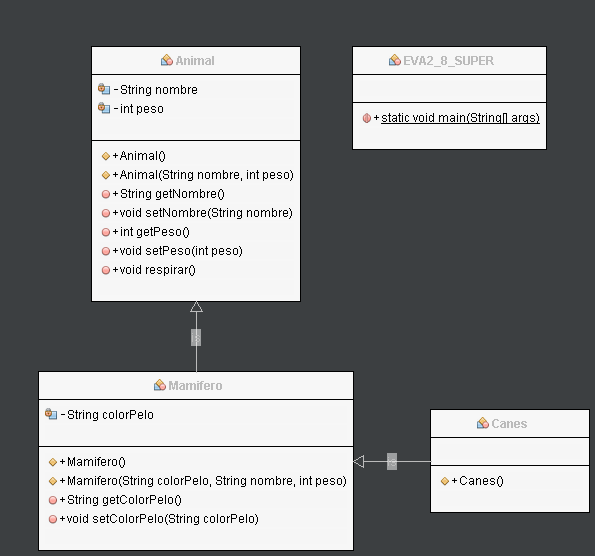 Animal
-String nombre
-int peso
+Animal()
+Animal(String nombre, int peso)
+String getNombre()
+void setNombre(String nombre)
+int getPeso()
+void setPeso(int peso)
+void respirar()
EVA2_8_SUPER
+static void main(String[] args)
Mamifero
-String colorPelo
+Mamifero()
+Mamifero(String colorPelo, String nombre, int peso)
+String getColorPelo()
+void setColorPelo(String colorPelo)
Canes
+Canes()